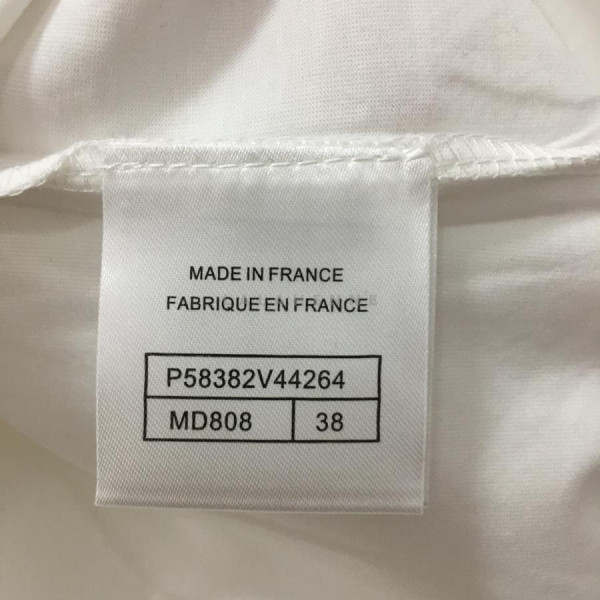 MADE IN FRANCE
FABRIQUE EN FRANCE
P58382V44264
MD808 38